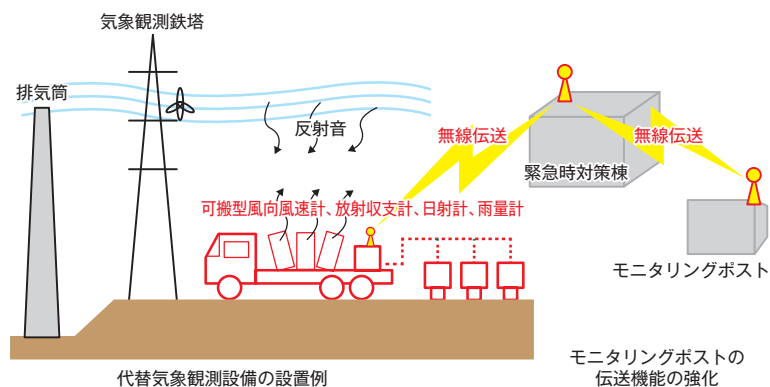 気象観測鉄塔
排気筒
反射音
無線伝送
無線伝送
緊急時対策棟
可搬型風向風速計、放射収支計、日射計、雨量計
モニタリングポスト
代替気象観測設備の設置例
モニタリングポストの
伝送機能の強化